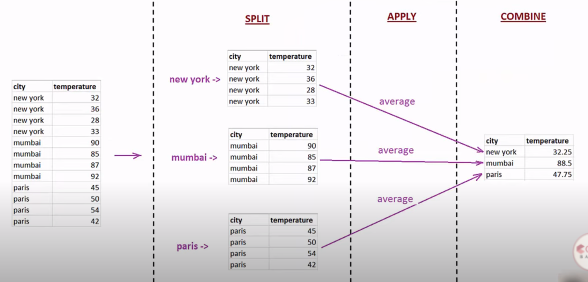 SPLIT
APPLY
COMBINE
city temperature
new york 32
new york 36
new york 28
new york 33
mumbai 90
mumbai 85
mumbai 87
mumbai 92
paris 45
paris 50
paris 54
paris 42
new york ->
city temperature
new york 32
new york 36
new york 28
new york 33
mumbai ->
city temperature
mumbai 90
mumbai 85
mumbai 87
mumbai 92
paris ->
city temperature
paris 45
paris 50
paris 54
paris 42
average
average
average
city temperature
new york 32.25
mumbai 88.5
paris 47.75